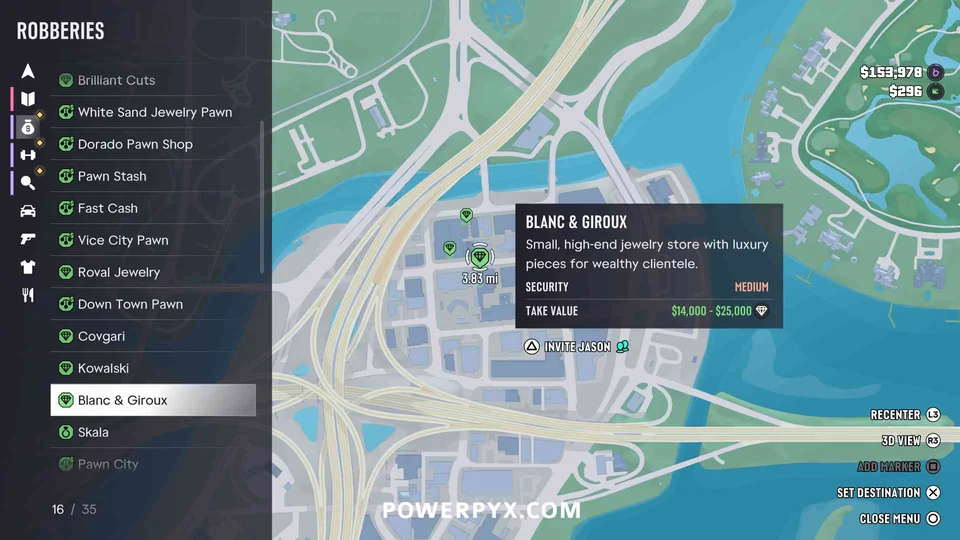 ROBBERIES
Brilliant Cuts
White Sand Jewelry Pawn
Dorado Pawn Shop
Pawn Stash
Fast Cash
Vice City Pawn
Roval Jewelry
Down Town Pawn
Covgari
Kowalski
Blanc & Giroux
Skala
Pawn City
16 / 35
$153,978
$296
3.83 mi
BLANC & GIROUX
Small, high-end jewelry store with luxury
pieces for wealthy clientele.
SECURITY MEDIUM
TAKE VALUE $14,000 - $25,000
INVITE JASON
RECENTER L3
3D VIEW R3
ADD MARKER
SET DESTINATION
CLOSE MENU
POWERPYX.COM